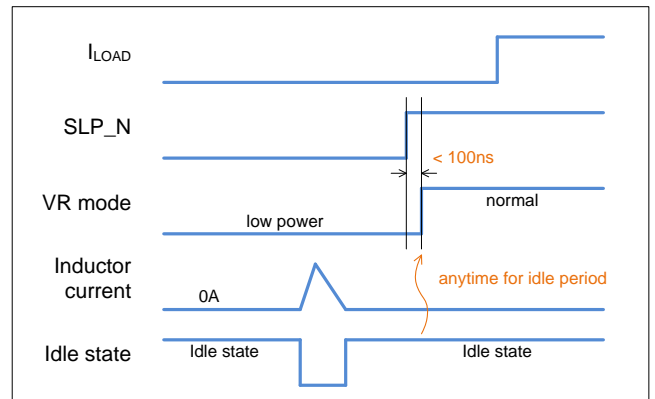 I_LOAD
SLP_N
< 100ns
VR mode
low power
normal
Inductor
current
0A
anytime for idle period
Idle state
Idle state
Idle state